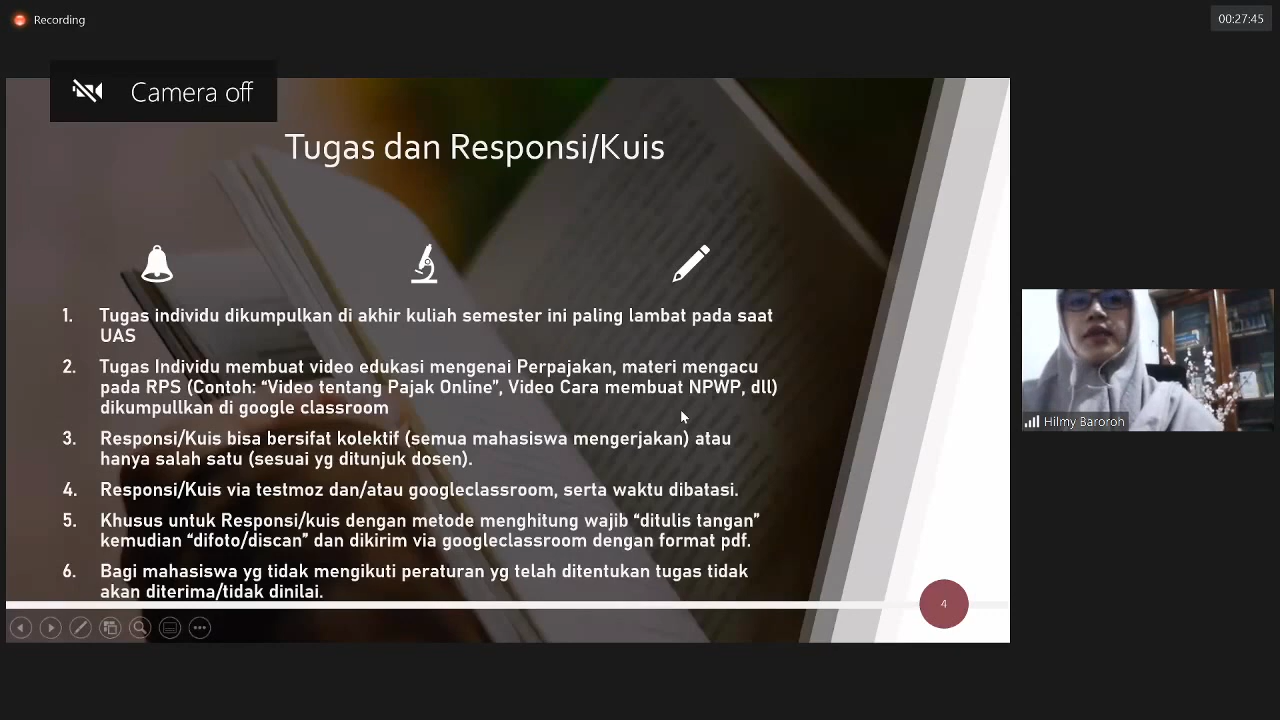 Recording
00:27:45
Camera off
Tugas dan Responsi/Kuis
1. Tugas individu dikumpulkan di akhir kuliah semester ini paling lambat pada saat
UAS
2. Tugas Individu membuat video edukasi mengenai Perpajakan, materi mengacu
pada RPS (Contoh: “Video tentang Pajak Online”, Video Cara membuat NPWP, dll)
dikumpullkan di google classroom
3. Responsi/Kuis bisa bersifat kolektif (semua mahasiswa mengerjakan) atau
hanya salah satu (sesuai yg ditunjuk dosen).
4. Responsi/Kuis via testmoz dan/atau googleclassroom, serta waktu dibatasi.
5. Khusus untuk Responsi/kuis dengan metode menghitung wajib “ditulis tangan”
kemudian “difoto/discan” dan dikirim via googleclassroom dengan format pdf.
6. Bagi mahasiswa yg tidak mengikuti peraturan yg telah ditentukan tugas tidak
akan diterima/tidak dinilai.
4
Hilmy Baroroh